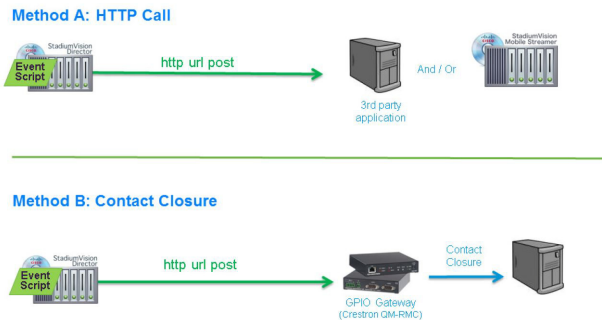 Method A: HTTP Call
StadiumVision
Director
Event
Script
http url post
3rd party
application
And / Or
StadiumVision
Mobile Streamer
Method B: Contact Closure
StadiumVision
Director
Event
Script
http url post
GPIO Gateway
(Crestron QM-RMC)
Contact
Closure